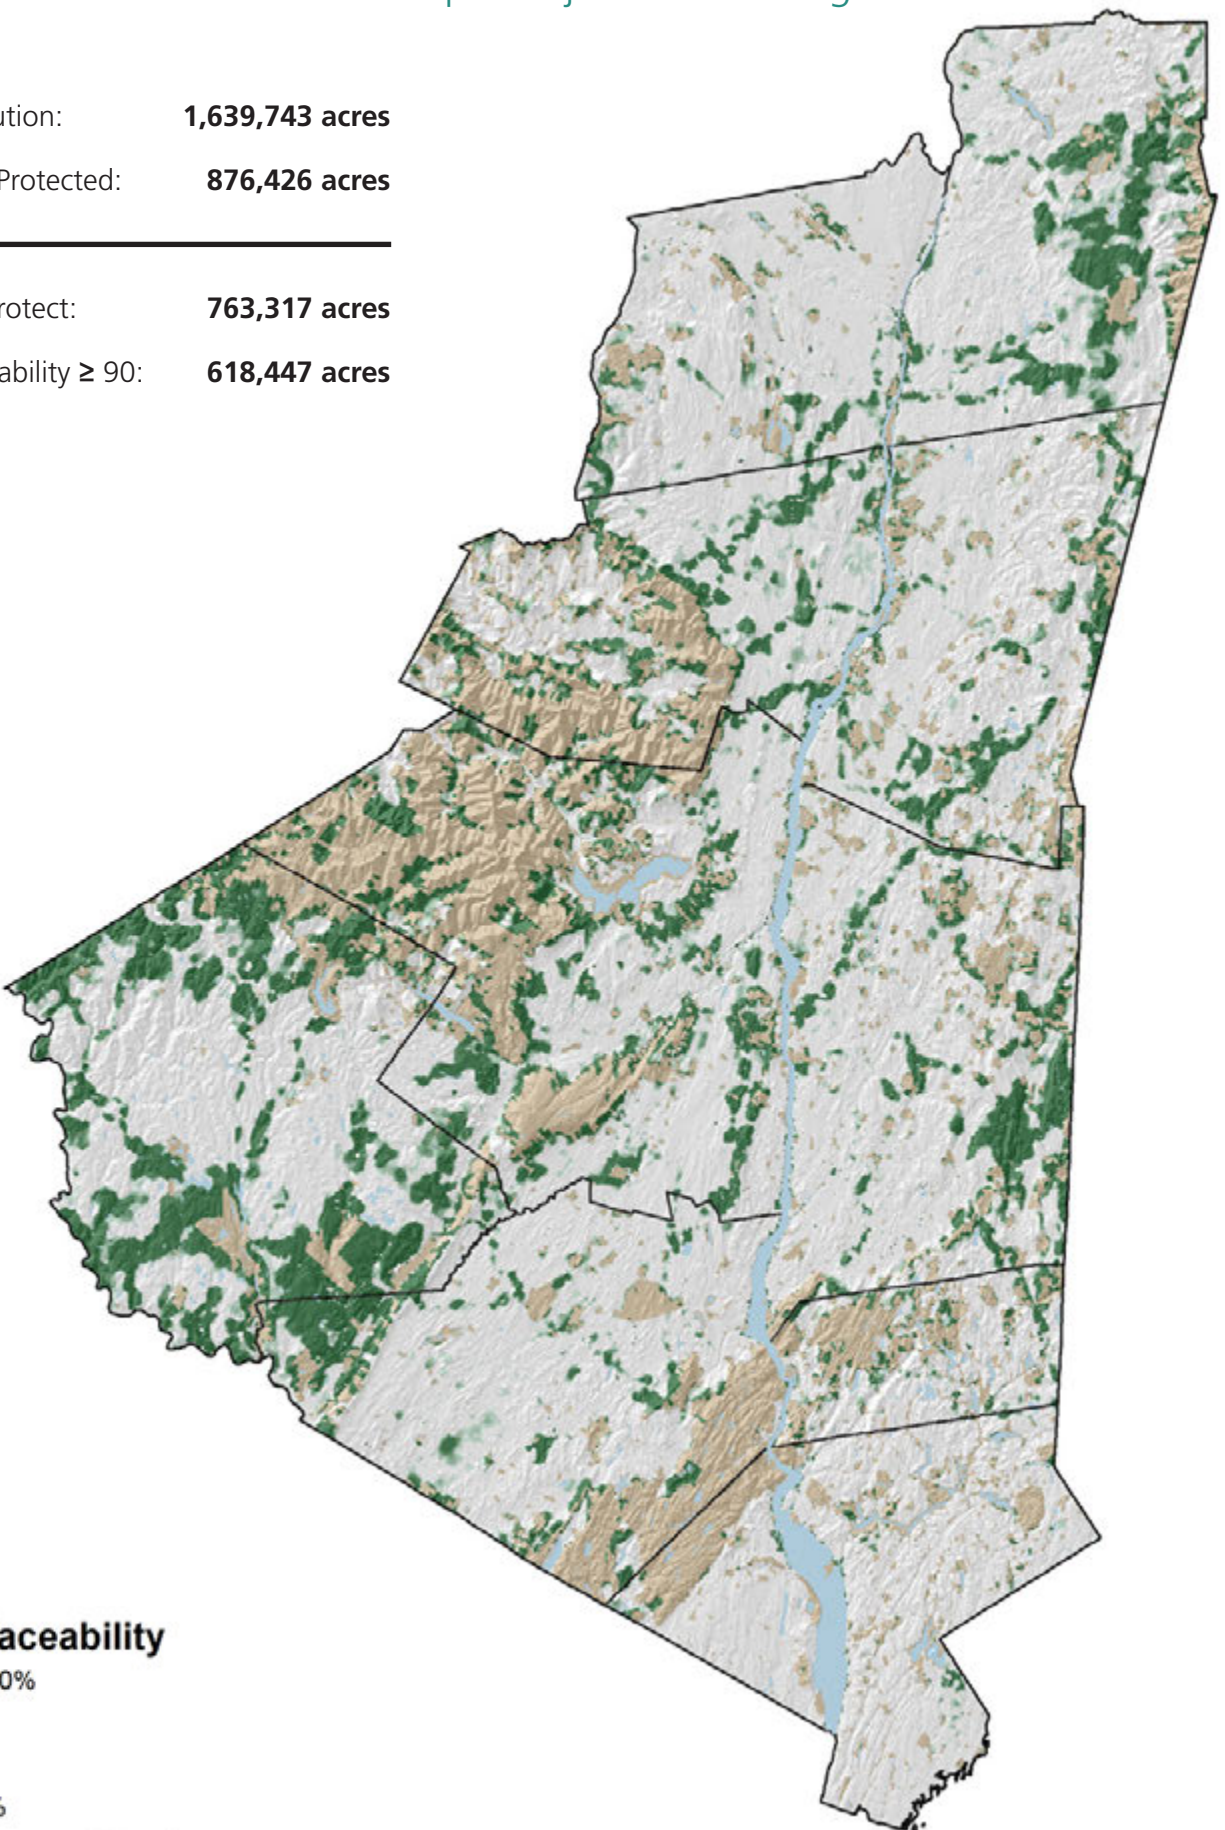 ution: 1,639,743 acres
Protected: 876,426 acres
rotect: 763,317 acres
ability ≥ 90: 618,447 acres
aceability
0%
%